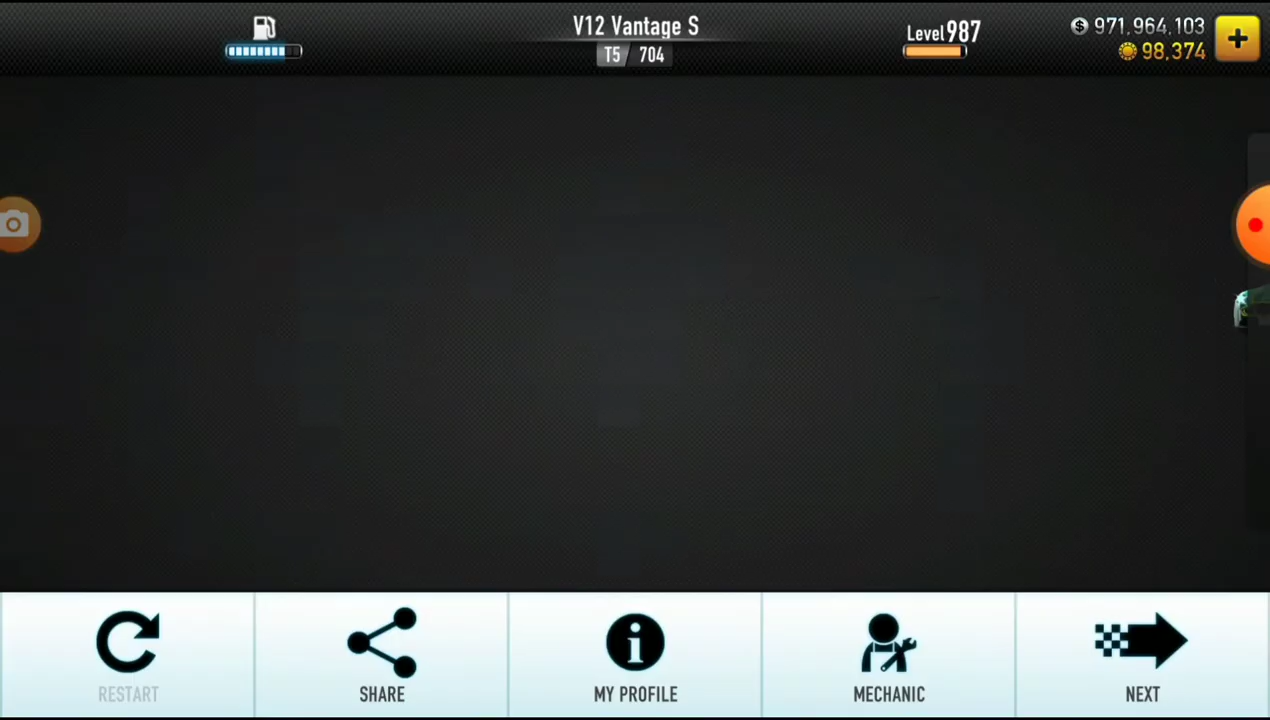 V12 Vantage S
T5 / 704
Level 987
971,964,103
98,374
RESTART
SHARE
MY PROFILE
MECHANIC
NEXT